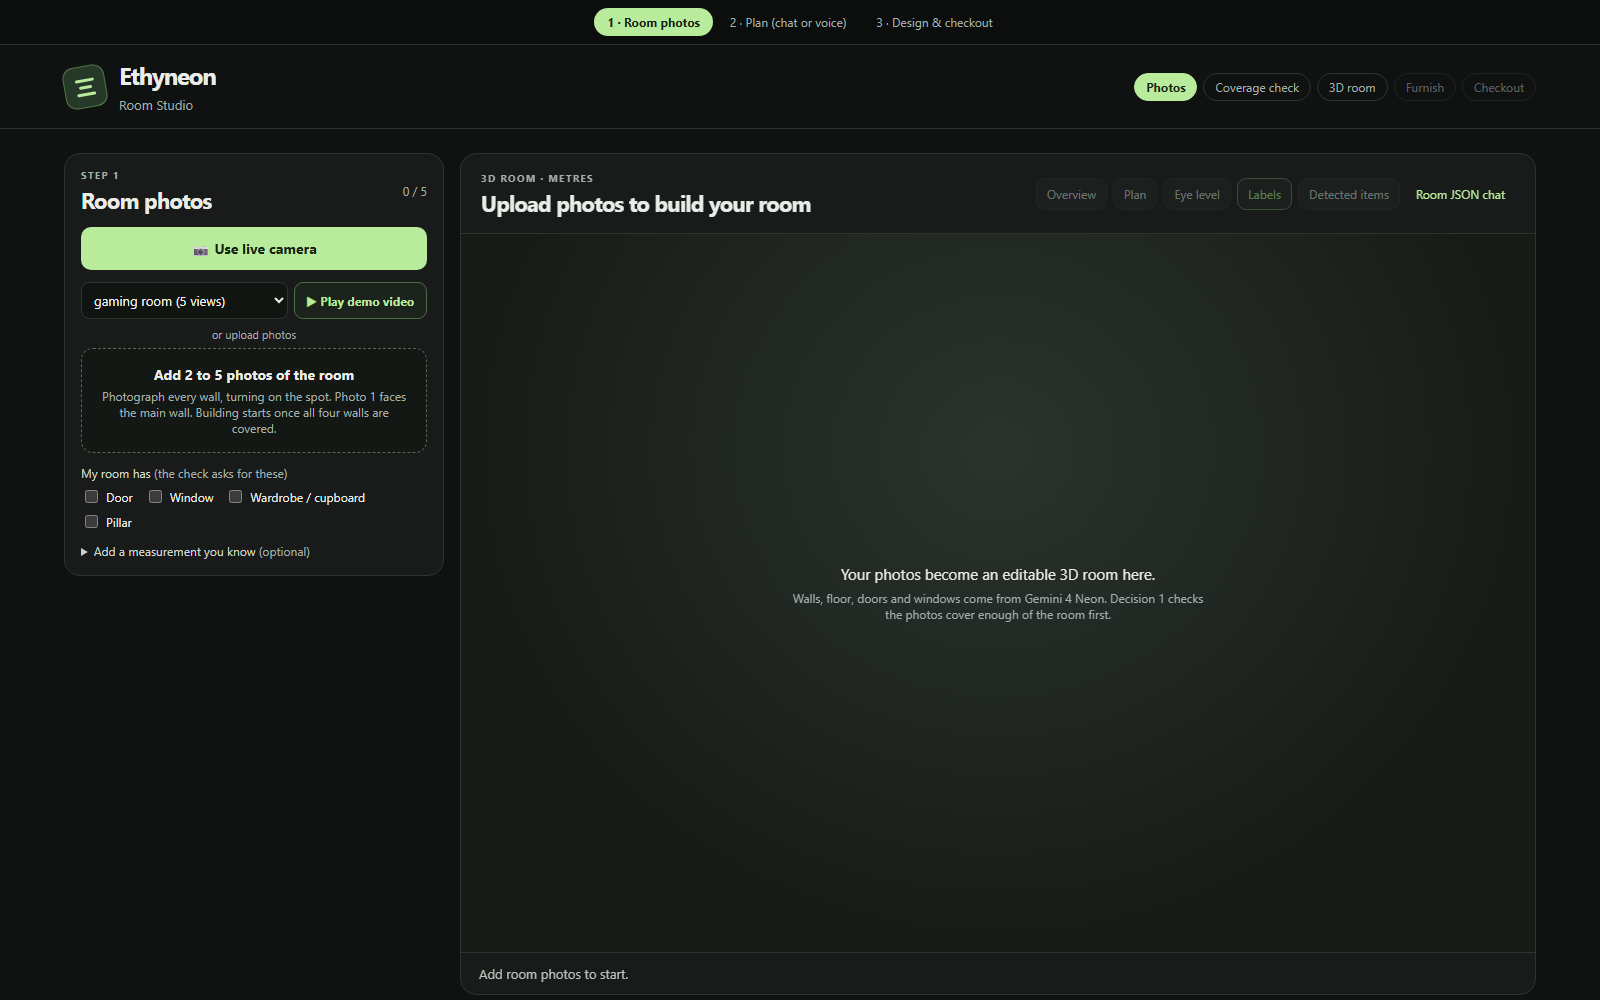 1 · Room photos
2 · Plan (chat or voice)
3 · Design & checkout
Ethyneon
Room Studio
Photos
Coverage check
3D room
Furnish
Checkout
STEP 1
Room photos
0 / 5
Use live camera
gaming room (5 views)
▶ Play demo video
or upload photos
Add 2 to 5 photos of the room
Photograph every wall, turning on the spot. Photo 1 faces
the main wall. Building starts once all four walls are
covered.
My room has (the check asks for these)
Door
Window
Wardrobe / cupboard
Pillar
▶ Add a measurement you know (optional)
3D ROOM · METRES
Upload photos to build your room
Overview
Plan
Eye level
Labels
Detected items
Room JSON chat
Your photos become an editable 3D room here.
Walls, floor, doors and windows come from Gemini 4 Neon. Decision 1 checks
the photos cover enough of the room first.
Add room photos to start.